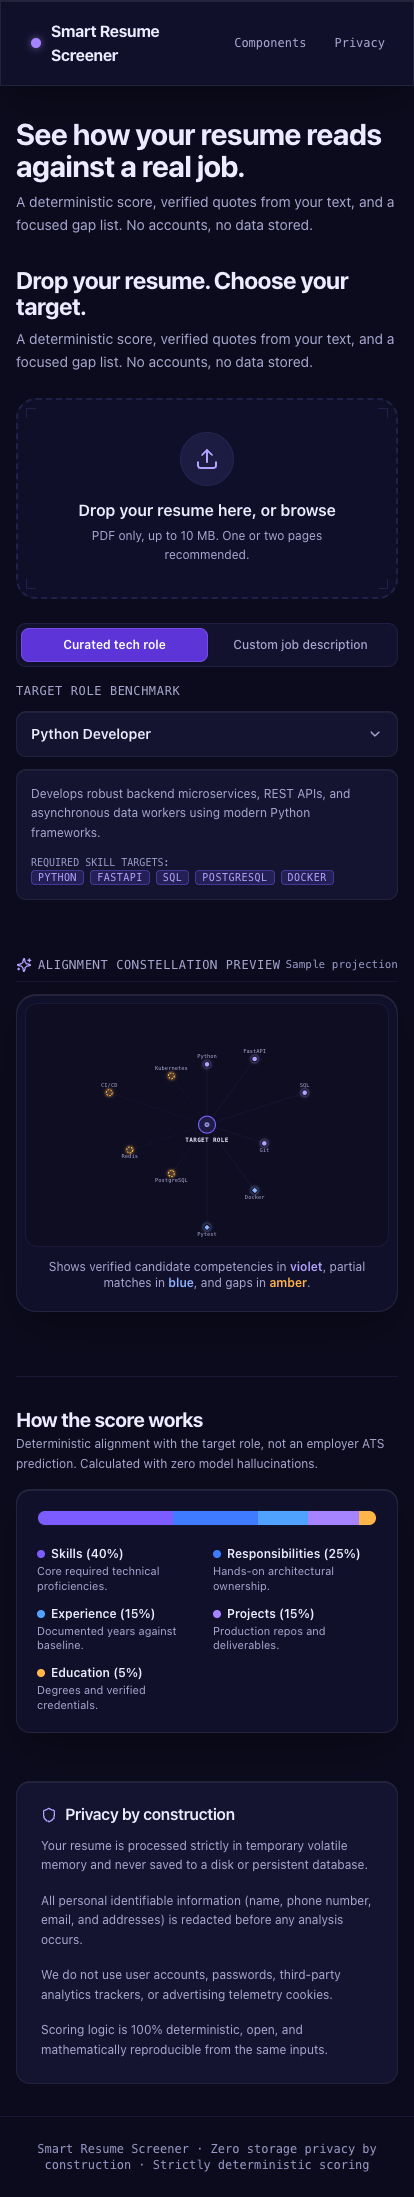 Smart Resume
Screener
Components
Privacy
See how your resume reads
against a real job.
A deterministic score, verified quotes from your text, and a
focused gap list. No accounts, no data stored.
Drop your resume. Choose your
target.
A deterministic score, verified quotes from your text, and a
focused gap list. No accounts, no data stored.
Drop your resume here, or browse
PDF only, up to 10 MB. One or two pages
recommended.
Curated tech role
Custom job description
TARGET ROLE BENCHMARK
Python Developer
Develops robust backend microservices, REST APIs, and
asynchronous data workers using modern Python
frameworks.
REQUIRED SKILL TARGETS:
PYTHON FASTAPI SQL POSTGRESQL DOCKER
ALIGNMENT CONSTELLATION PREVIEW
Sample projection
FastAPI
Python
Kubernetes
CI/CD
SQL
TARGET ROLE
Git
Redis
PostgreSQL
Docker
Pytest
Shows verified candidate competencies in violet, partial
matches in blue, and gaps in amber.
How the score works
Deterministic alignment with the target role, not an employer ATS
prediction. Calculated with zero model hallucinations.
Skills (40%)
Core required technical
proficiencies.
Responsibilities (25%)
Hands-on architectural
ownership.
Experience (15%)
Documented years against
baseline.
Projects (15%)
Production repos and
deliverables.
Education (5%)
Degrees and verified
credentials.
Privacy by construction
Your resume is processed strictly in temporary volatile
memory and never saved to a disk or persistent database.
All personal identifiable information (name, phone number,
email, and addresses) is redacted before any analysis
occurs.
We do not use user accounts, passwords, third-party
analytics trackers, or advertising telemetry cookies.
Scoring logic is 100% deterministic, open, and
mathematically reproducible from the same inputs.
Smart Resume Screener · Zero storage privacy by
construction · Strictly deterministic scoring